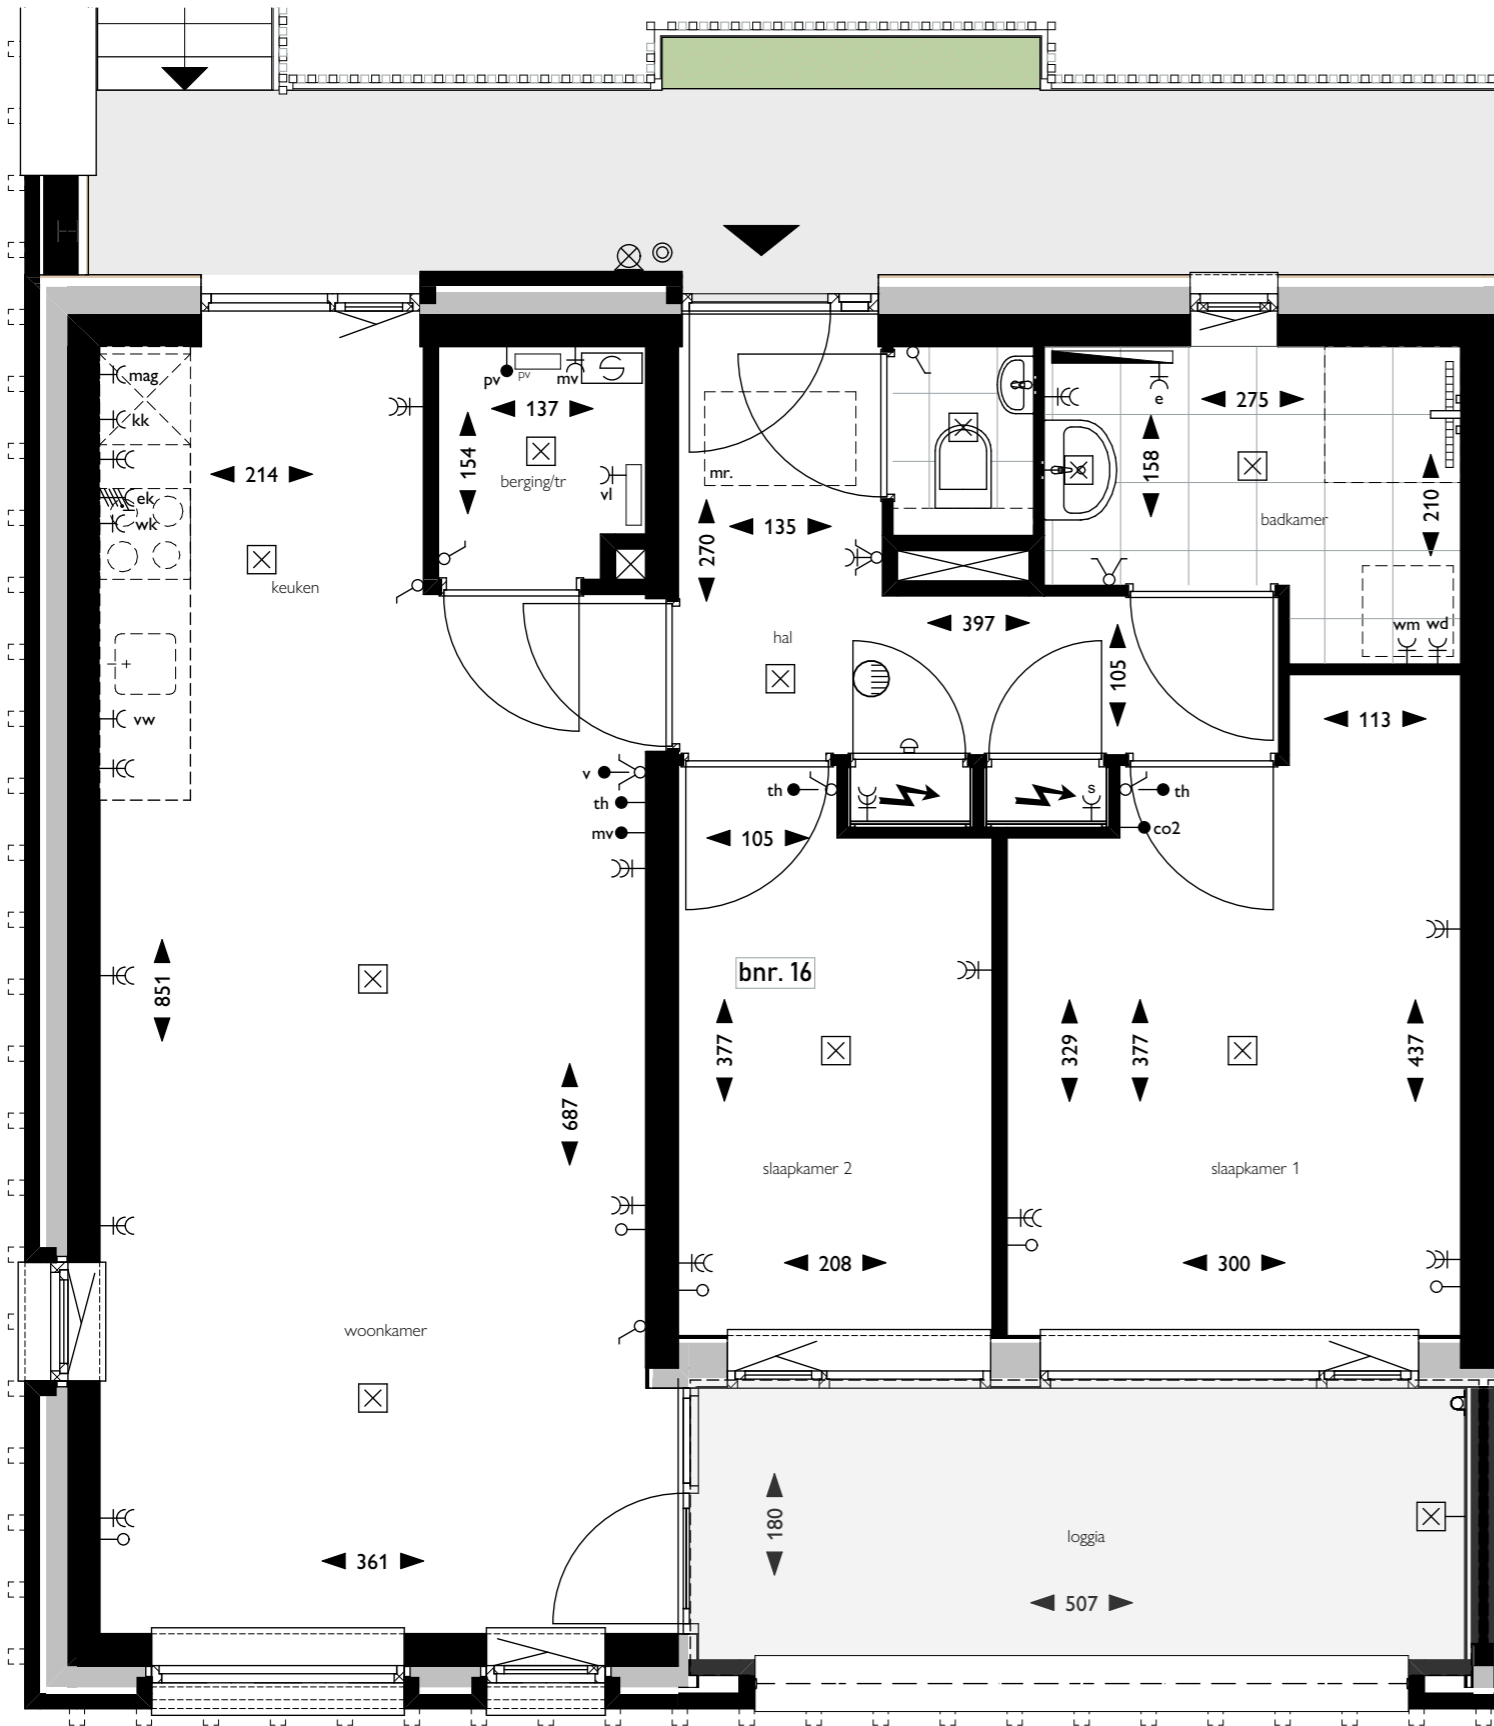 mag
kk
ek
wk
vw
214
keuken
pv
pv
mv
137
154
berging/tr
vl
mr.
270
135
hal
397
105
e
275
158
210
badkamer
wm
wd
113
v
th
mv
th
s
th
co2
105
851
687
bnr. 16
377
329
377
437
slaapkamer 2
slaapkamer 1
208
300
woonkamer
361
180
loggia
507